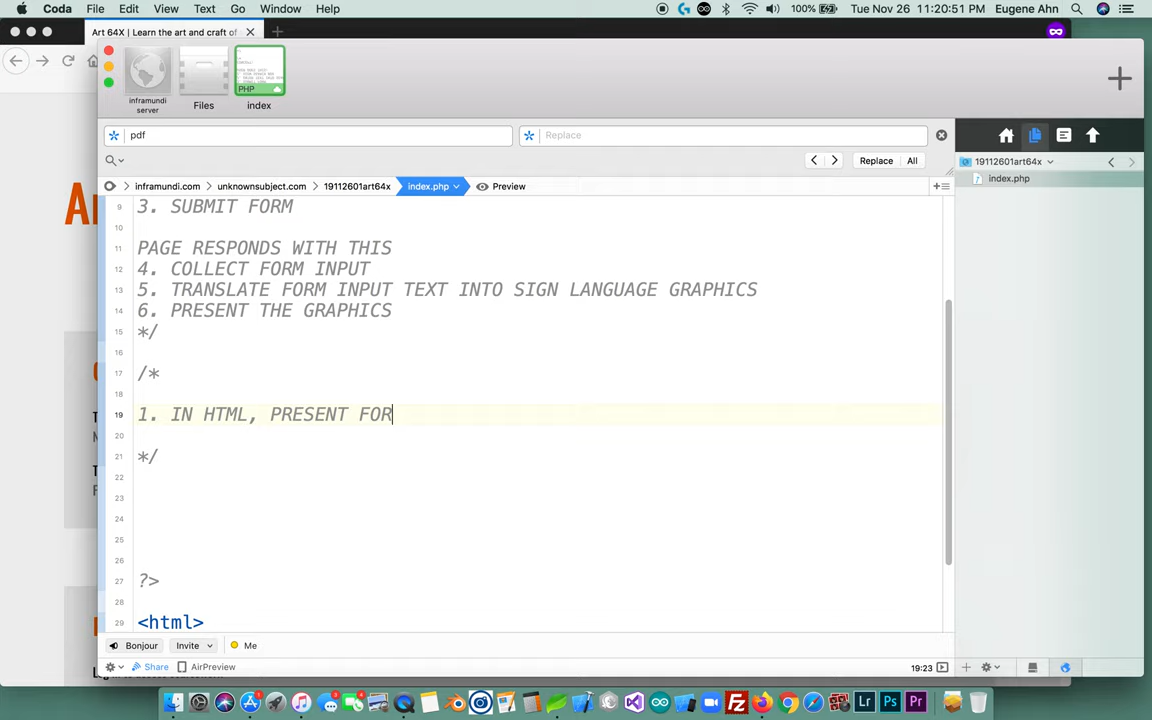 Coda File Edit View Text Go Window Help 100% Tue Nov 26 11:20:51 PM Eugene Ahn
Art 64X | Learn the art and craft of
inframundi server
Files
PHP
index
pdf
Replace
Replace All
19112601art64x
inframundi.com unknownsubject.com 19112601art64x index.php Preview
index.php
9 3. SUBMIT FORM
10
11 PAGE RESPONDS WITH THIS
12 4. COLLECT FORM INPUT
13 5. TRANSLATE FORM INPUT TEXT INTO SIGN LANGUAGE GRAPHICS
14 6. PRESENT THE GRAPHICS
15 */
16
17 /*
18
19 1. IN HTML, PRESENT FOR
20
21 */
22
23
24
25
26
27 ?>
28
29 <html>
Bonjour Invite Me
Share AirPreview 19:23
Lr Ps Pr